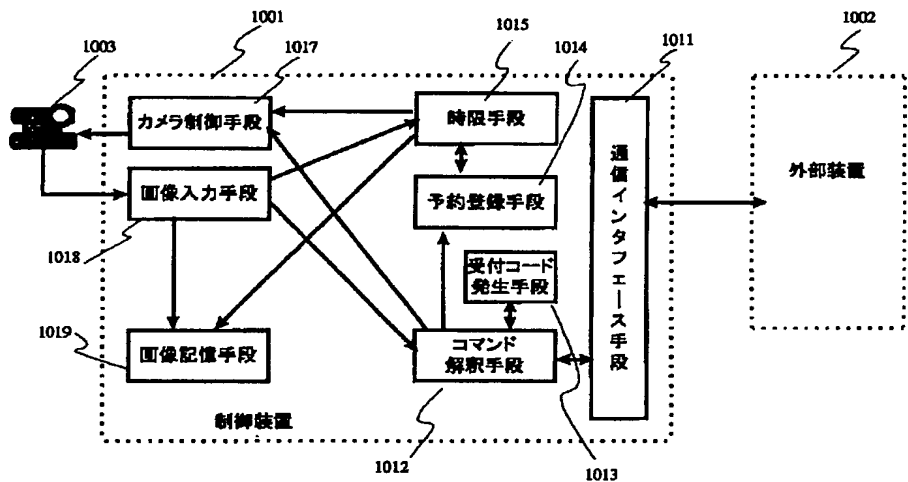 1003
1001
1017
1015
1014
1011
1002
カメラ制御手段
時限手段
画像入力手段
予約登録手段
1018
受付コード
発生手段
1019
画像記憶手段
コマンド
解釈手段
通信インタフェース手段
外部装置
制御装置
1012
1013